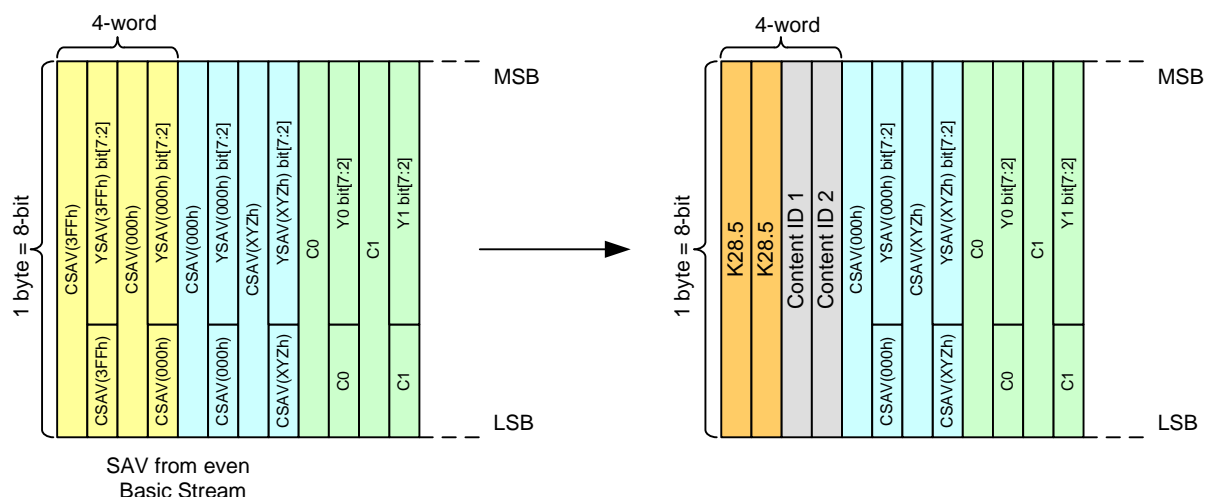 4-word
MSB
1 byte = 8-bit
CSAV(3FFh)
YSAV(3FFh) bit[7:2]
CSAV(3FFh)
CSAV(000h)
YSAV(000h) bit[7:2]
CSAV(000h)
CSAV(000h)
YSAV(000h) bit[7:2]
CSAV(000h)
CSAV(XYZh)
YSAV(XYZh) bit[7:2]
CSAV(XYZh)
C0
Y0 bit[7:2]
C0
C1
Y1 bit[7:2]
C1
LSB
SAV from even
Basic Stream
4-word
MSB
1 byte = 8-bit
K28.5
K28.5
Content ID 1
Content ID 2
CSAV(000h)
YSAV(000h) bit[7:2]
CSAV(000h)
CSAV(XYZh)
YSAV(XYZh) bit[7:2]
CSAV(XYZh)
C0
Y0 bit[7:2]
C0
C1
Y1 bit[7:2]
C1
LSB